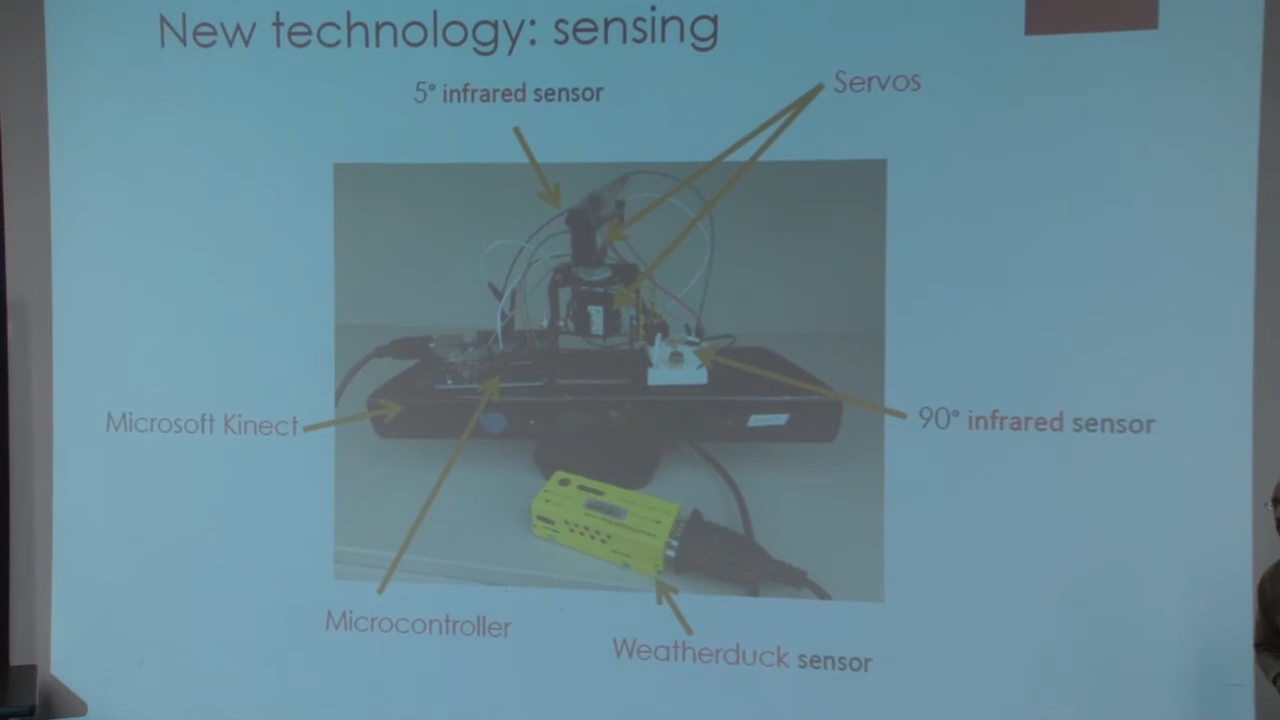 New technology: sensing
5° infrared sensor
Servos
Microsoft Kinect
90° infrared sensor
Microcontroller
Weatherduck sensor